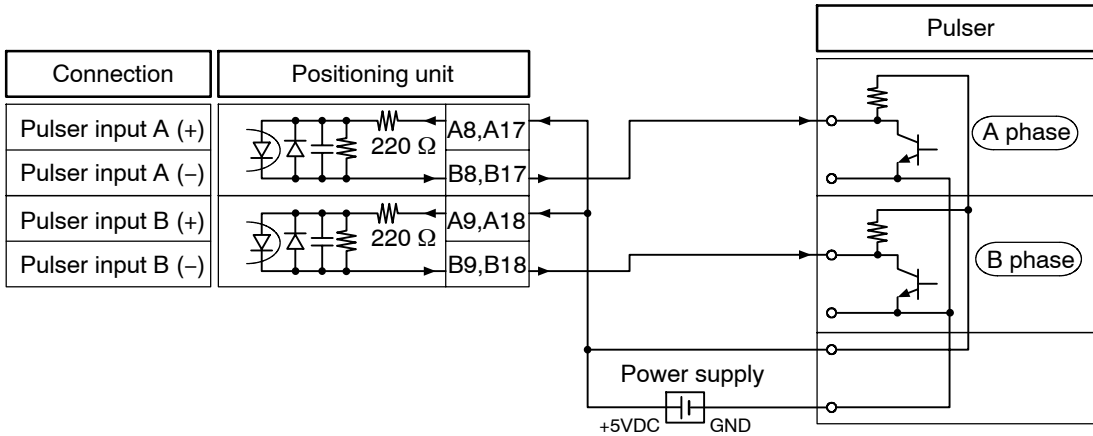 Pulser
Connection
Positioning unit
Pulser input A (+)
220 Ω
A8,A17
A phase
Pulser input A (−)
B8,B17
Pulser input B (+)
220 Ω
A9,A18
Pulser input B (−)
B9,B18
B phase
Power supply
+5VDC
GND